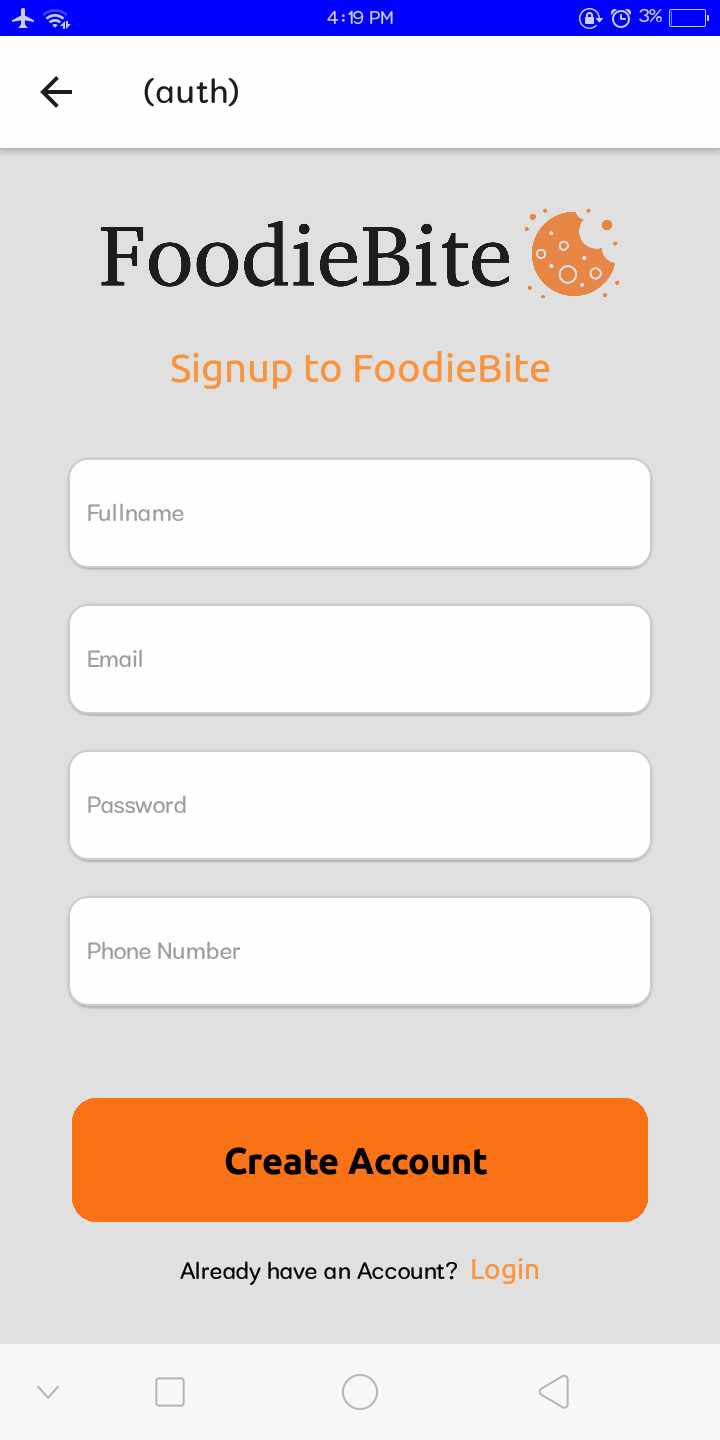 4:19 PM
3%
(auth)
FoodieBite
Signup to FoodieBite
Fullname
Email
Password
Phone Number
Create Account
Already have an Account? Login